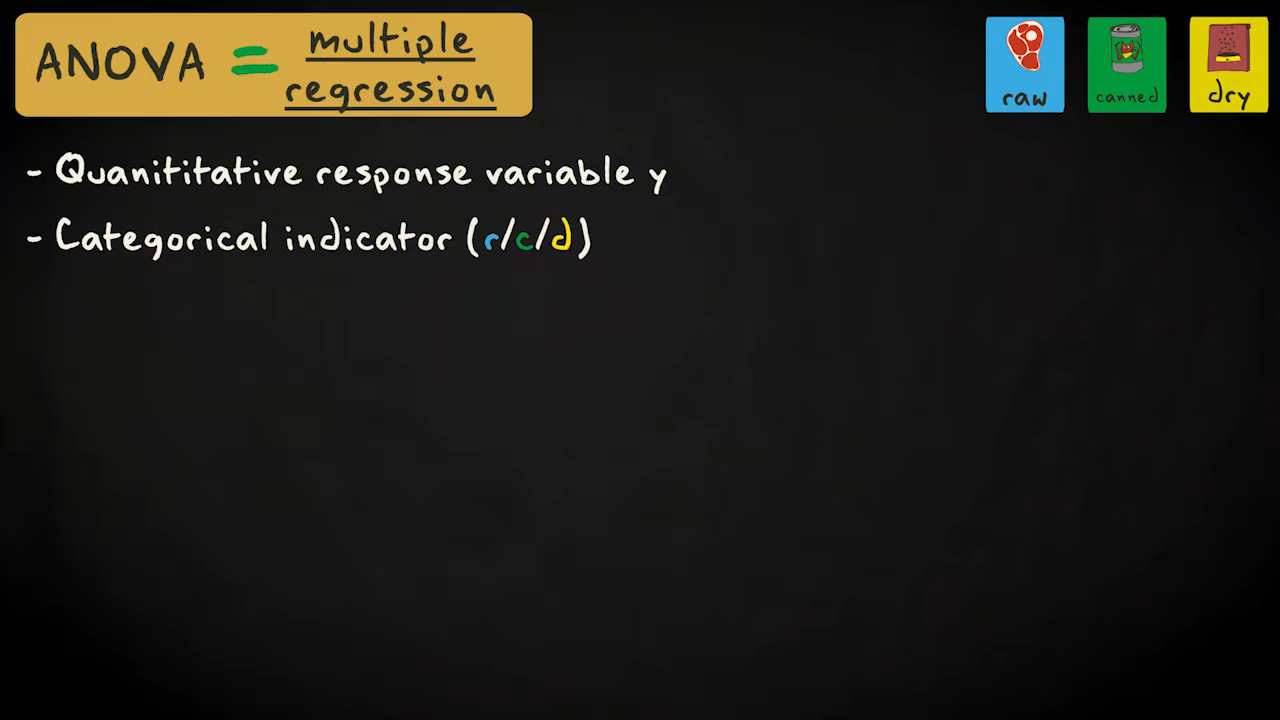 ANOVA = multiple regression
raw
canned
dry
- Quanititative response variable y
- Categorical indicator (r/c/d)